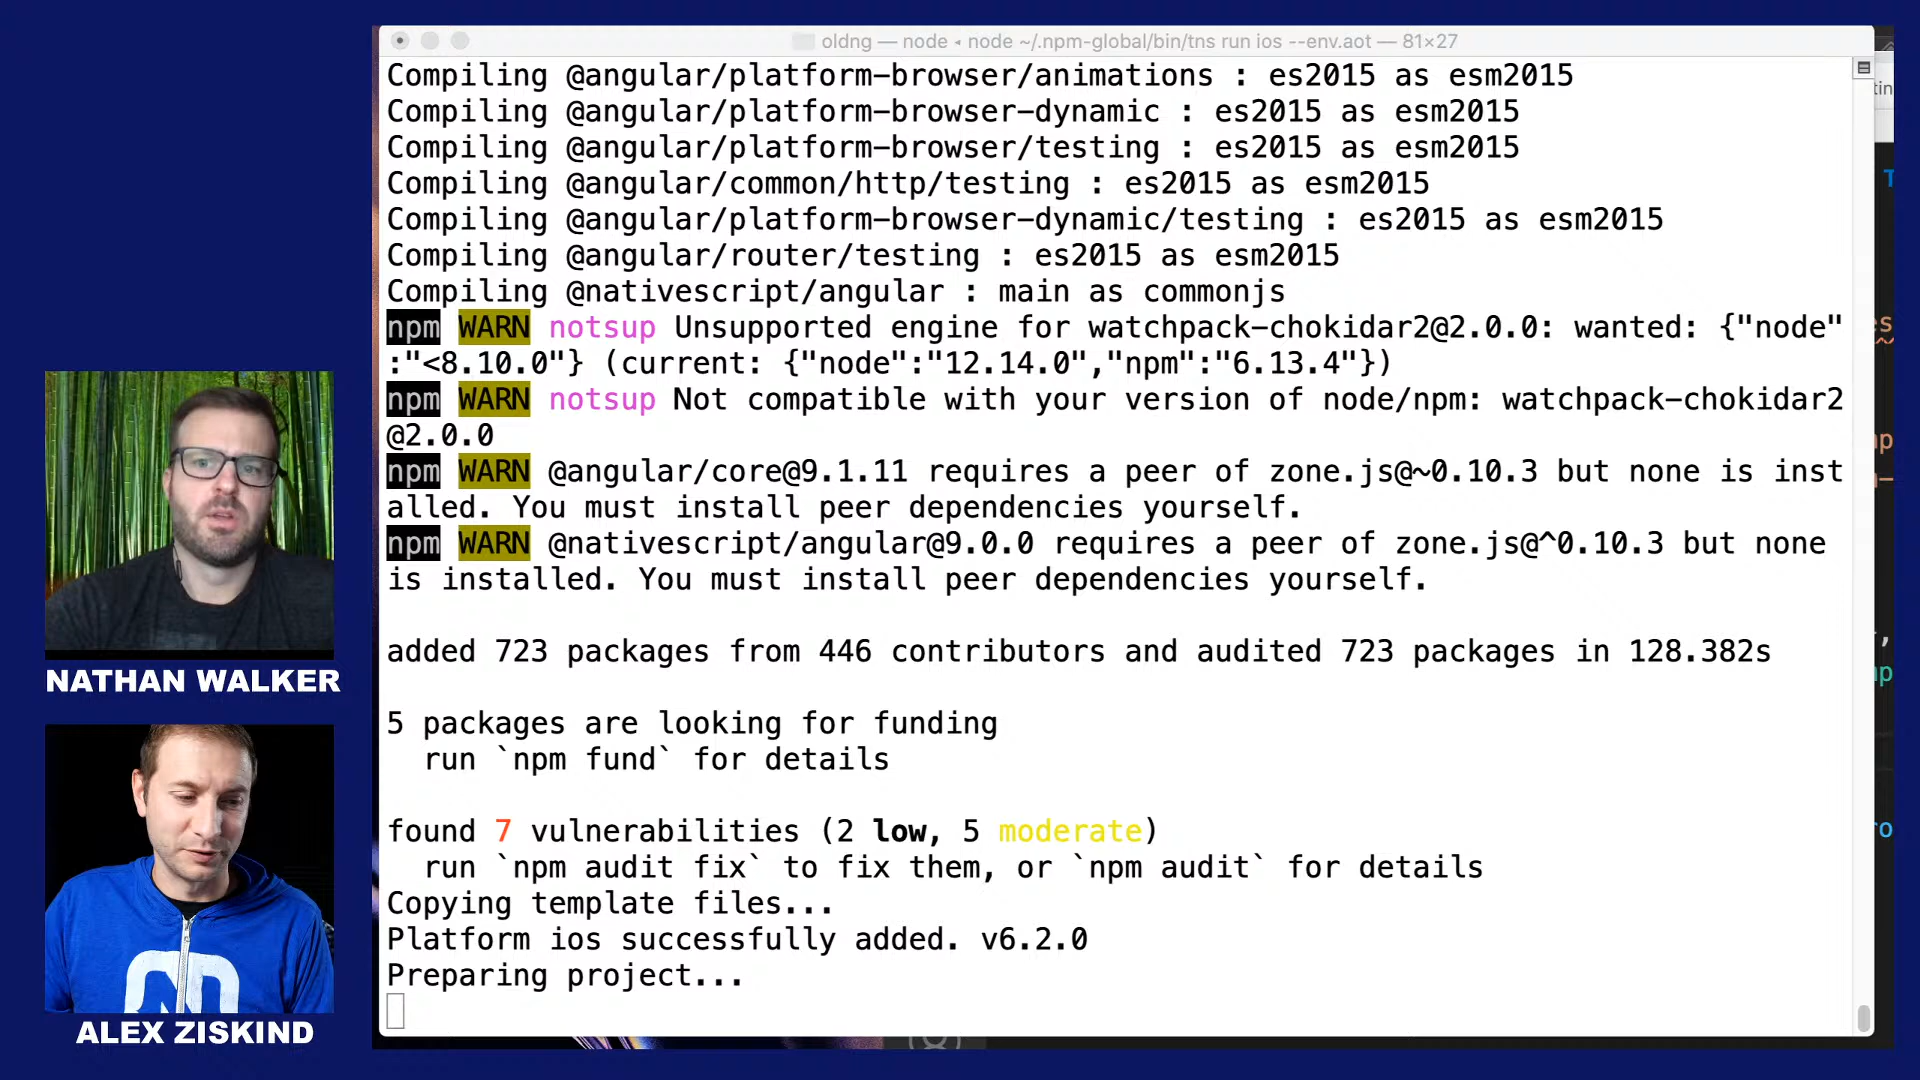 oldng — node ◂ node ~/.npm-global/bin/tns run ios --env.aot — 81×27
Compiling @angular/platform-browser/animations : es2015 as esm2015
Compiling @angular/platform-browser-dynamic : es2015 as esm2015
Compiling @angular/platform-browser/testing : es2015 as esm2015
Compiling @angular/common/http/testing : es2015 as esm2015
Compiling @angular/platform-browser-dynamic/testing : es2015 as esm2015
Compiling @angular/router/testing : es2015 as esm2015
Compiling @nativescript/angular : main as commonjs
npm WARN notsup Unsupported engine for watchpack-chokidar2@2.0.0: wanted: {"node"
:"<8.10.0"} (current: {"node":"12.14.0","npm":"6.13.4"})
npm WARN notsup Not compatible with your version of node/npm: watchpack-chokidar2
@2.0.0
npm WARN @angular/core@9.1.11 requires a peer of zone.js@~0.10.3 but none is inst
alled. You must install peer dependencies yourself.
npm WARN @nativescript/angular@9.0.0 requires a peer of zone.js@^0.10.3 but none
is installed. You must install peer dependencies yourself.
added 723 packages from 446 contributors and audited 723 packages in 128.382s
5 packages are looking for funding
run `npm fund` for details
found 7 vulnerabilities (2 low, 5 moderate)
run `npm audit fix` to fix them, or `npm audit` for details
Copying template files...
Platform ios successfully added. v6.2.0
Preparing project...
NATHAN WALKER
ALEX ZISKIND